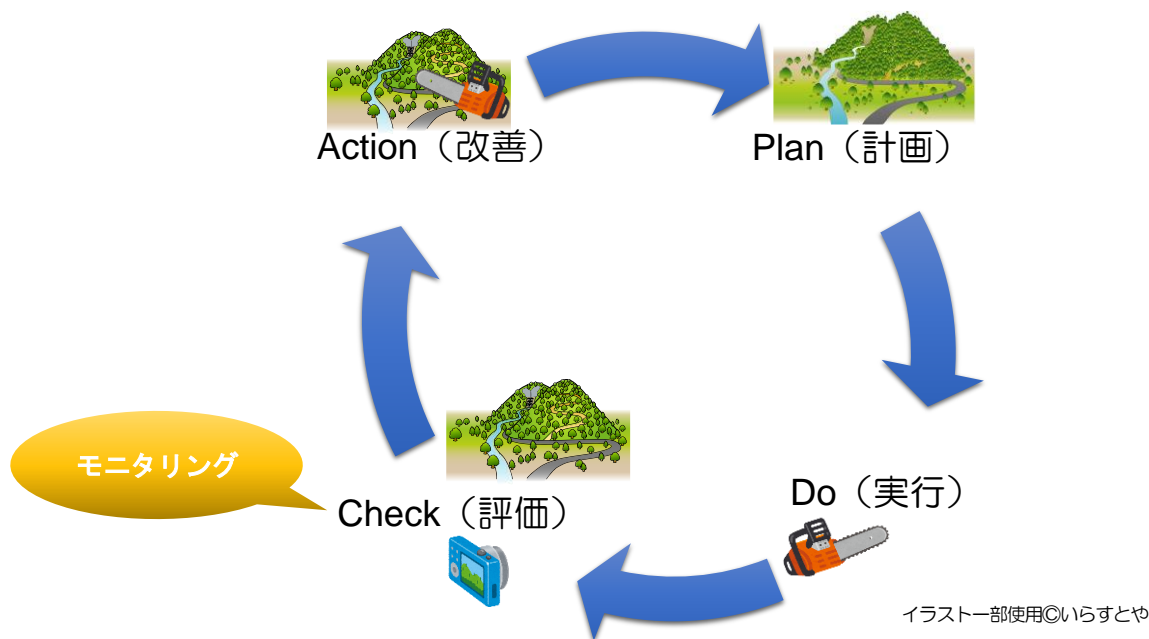 Action（改善）
Plan（計画）
モニタリング
Check（評価）
Do（実行）
イラスト一部使用©いらすとや